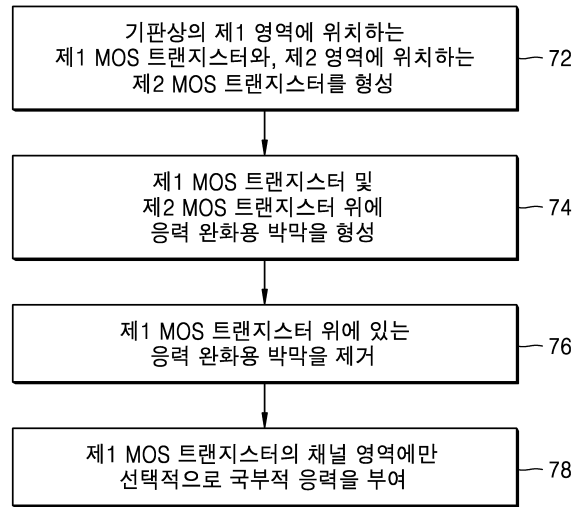 기판상의 제1 영역에 위치하는
제1 MOS 트랜지스터와, 제2 영역에 위치하는
제2 MOS 트랜지스터를 형성
72
제1 MOS 트랜지스터 및
제2 MOS 트랜지스터 위에
응력 완화용 박막을 형성
74
제1 MOS 트랜지스터 위에 있는
응력 완화용 박막을 제거
76
제1 MOS 트랜지스터의 채널 영역에만
선택적으로 국부적 응력을 부여
78